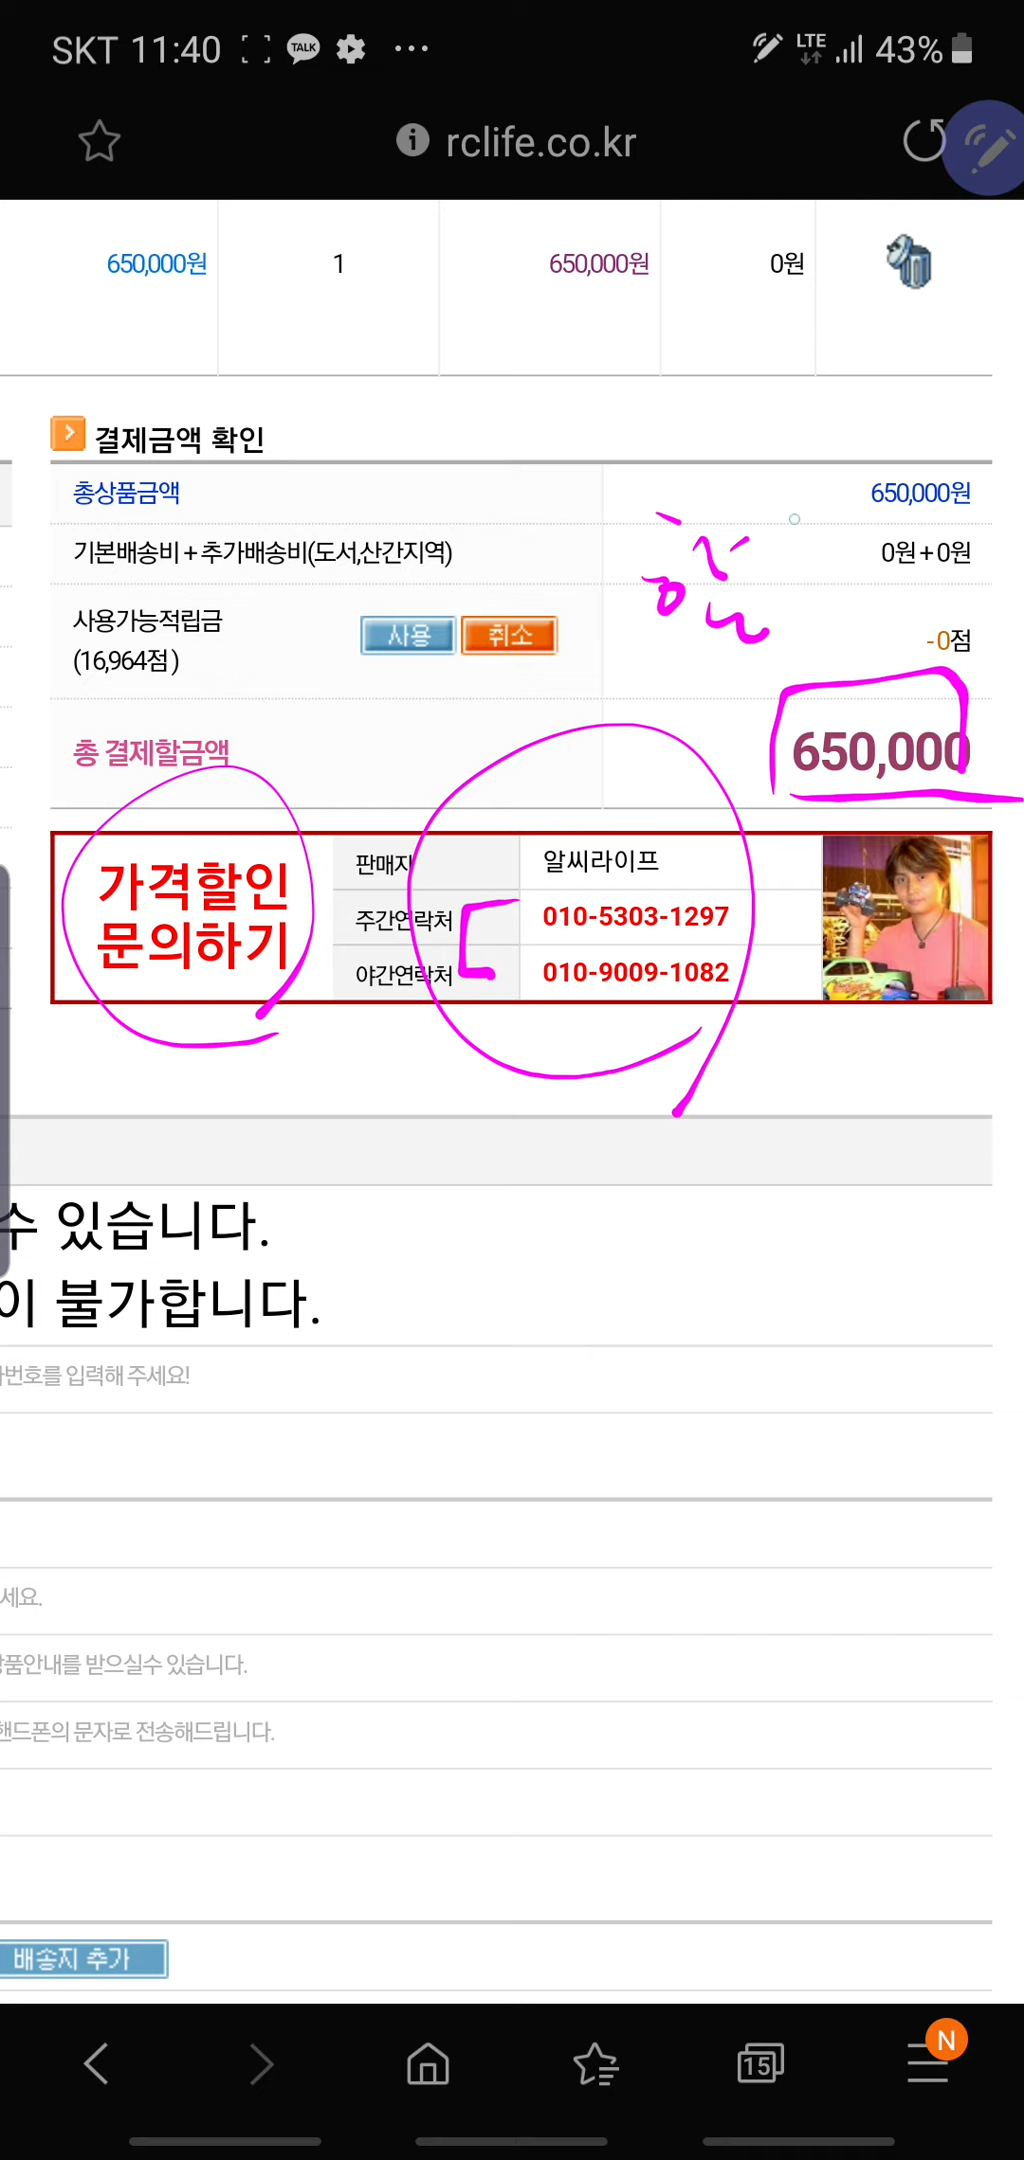 SKT 11:40 TALK LTE 43%
rclife.co.kr
650,000원 1 650,000원 0원
결제금액 확인
총상품금액 650,000원
기본배송비 + 추가배송비(도서,산간지역) 0원 + 0원
사용가능적립금
(16,964점 ) 사용 취소 -0점
총 결제할금액 650,000
가격할인
문의하기
판매자 알씨라이프
주간연락처 010-5303-1297
야간연락처 010-9009-1082
수 있습니다.
이 불가합니다.
번호를 입력해 주세요!
세요.
상품안내를 받으실수 있습니다.
핸드폰의 문자로 전송해드립니다.
배송지 추가
15 N